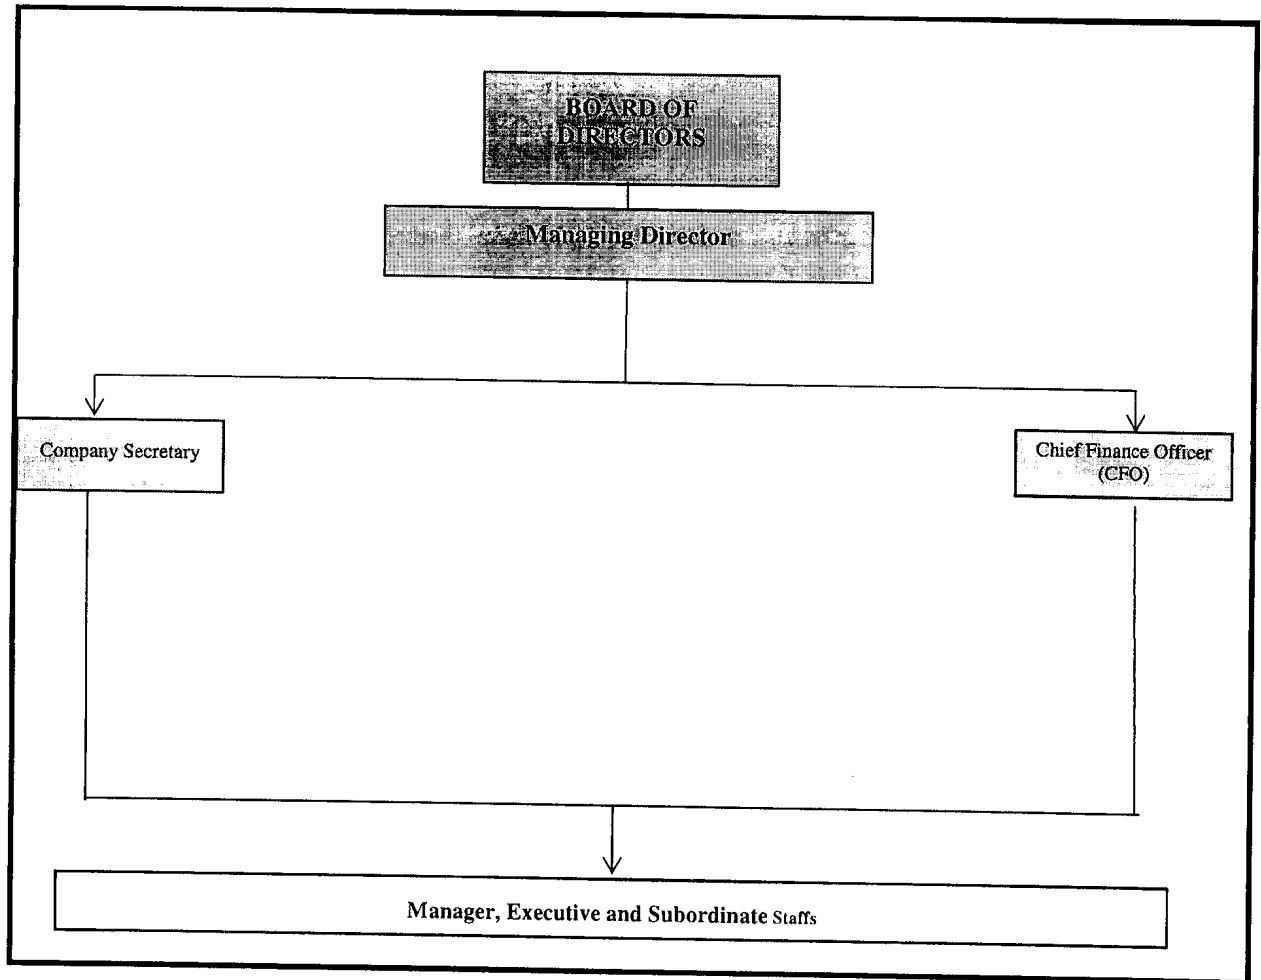 BOARD OF
DIRECTORS
Managing Director
Company Secretary
Chief Finance Officer
(CFO)
Manager, Executive and Subordinate Staffs